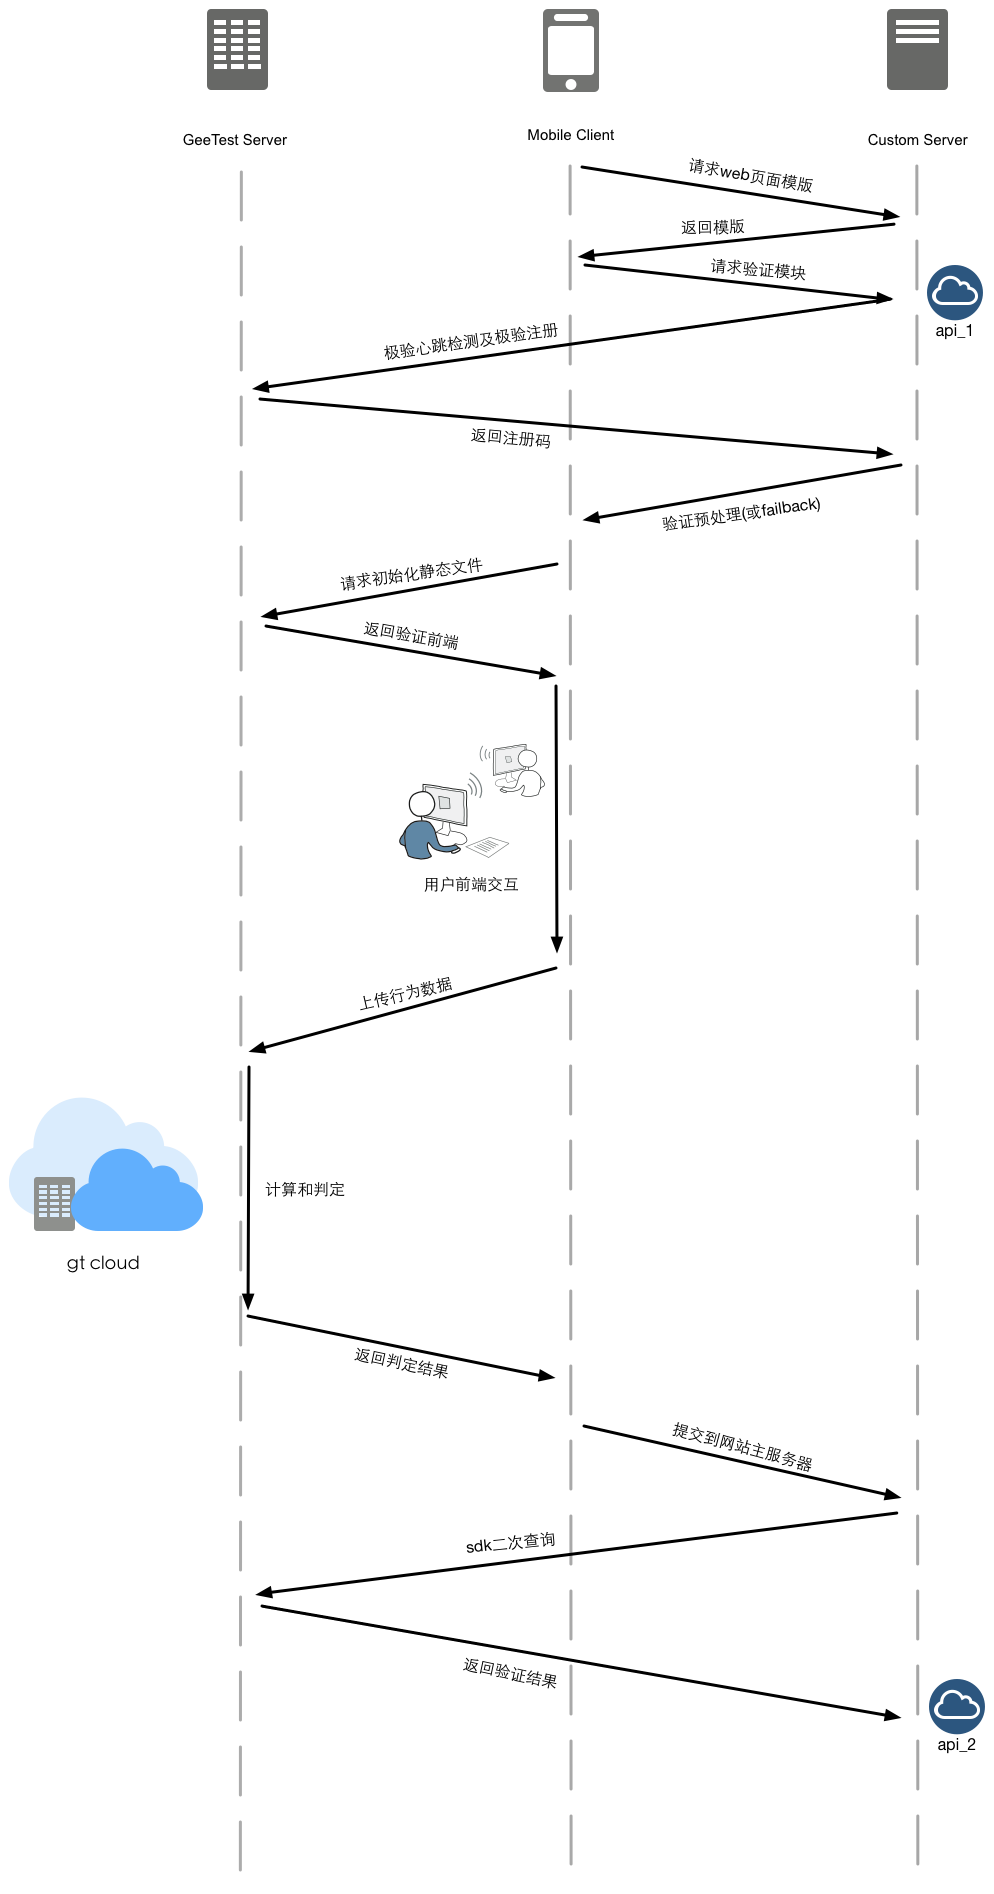 GeeTest Server
Mobile Client
Custom Server
请求web页面模版
返回模版
请求验证模块
api_1
极验心跳检测及极验注册
返回注册码
验证预处理(或failback)
请求初始化静态文件
返回验证前端
用户前端交互
上传行为数据
计算和判定
gt cloud
返回判定结果
提交到网站主服务器
sdk二次查询
返回验证结果
api_2